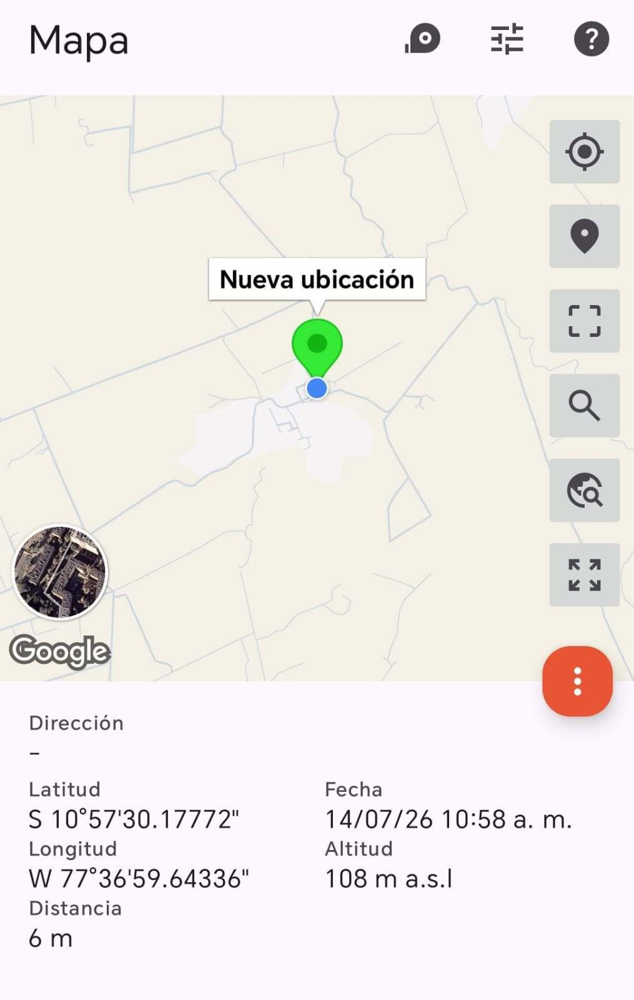 Mapa
Nueva ubicación
Google
Dirección
-
Latitud
S 10°57'30.17772"
Fecha
14/07/26 10:58 a. m.
Longitud
W 77°36'59.64336"
Altitud
108 m a.s.l
Distancia
6 m